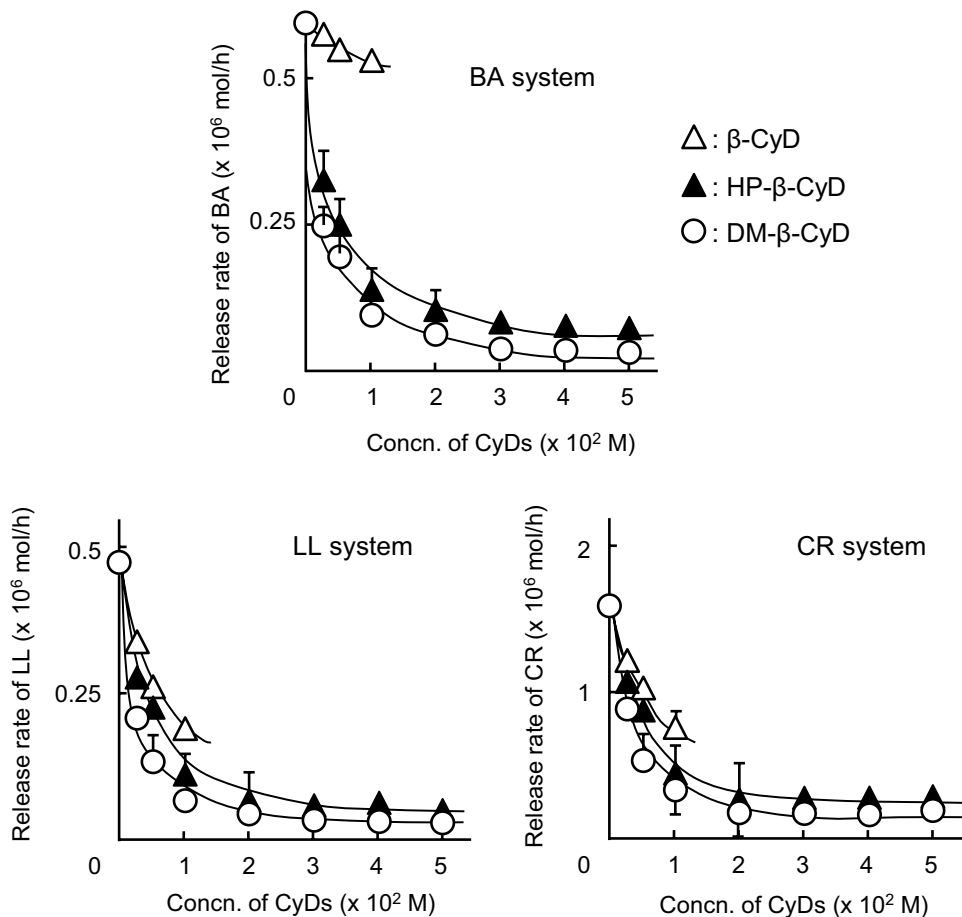 BA system
Release rate of BA (x 10⁶ mol/h)
0.5
0.25
0 1 2 3 4 5
Concn. of CyDs (x 10² M)
△ : β-CyD
▲ : HP-β-CyD
○ : DM-β-CyD
LL system
Release rate of LL (x 10⁶ mol/h)
0.5
0.25
0 1 2 3 4 5
Concn. of CyDs (x 10² M)
CR system
Release rate of CR (x 10⁶ mol/h)
2
1
0 1 2 3 4 5
Concn. of CyDs (x 10² M)